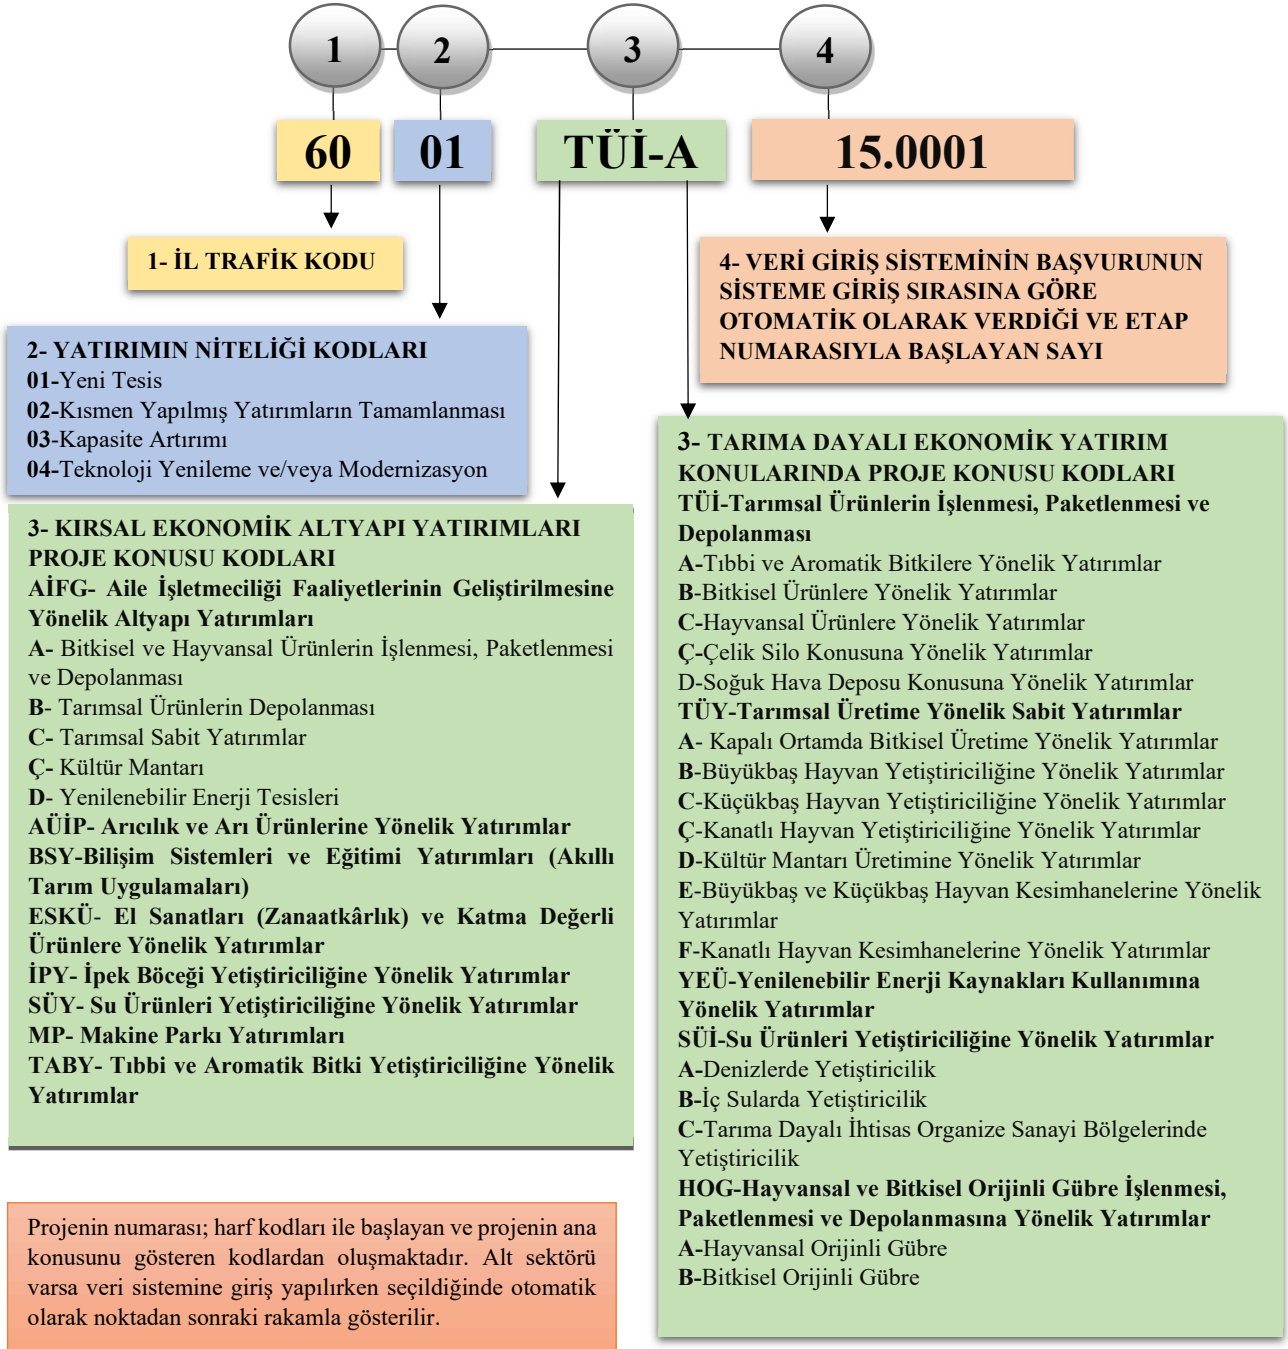 1
2
3
4
60
01
TÜİ-A
15.0001
1- İL TRAFİK KODU
4- VERİ GİRİŞ SİSTEMİNİN BAŞVURUNUN
SİSTEME GİRİŞ SIRASINA GÖRE
OTOMATİK OLARAK VERDİĞİ VE ETAP
NUMARASIYLA BAŞLAYAN SAYI
2- YATIRIMIN NİTELİĞİ KODLARI
01-Yeni Tesis
02-Kısmen Yapılmış Yatırımların Tamamlanması
03-Kapasite Artırımı
04-Teknoloji Yenileme ve/veya Modernizasyon
3- KIRSAL EKONOMİK ALTYAPI YATIRIMLARI
PROJE KONUSU KODLARI
AİFG- Aile İşletmeciliği Faaliyetlerinin Geliştirilmesine
Yönelik Altyapı Yatırımları
A- Bitkisel ve Hayvansal Ürünlerin İşlenmesi, Paketlenmesi
ve Depolanması
B- Tarımsal Ürünlerin Depolanması
C- Tarımsal Sabit Yatırımlar
Ç- Kültür Mantarı
D- Yenilenebilir Enerji Tesisleri
AÜİP- Arıcılık ve Arı Ürünlerine Yönelik Yatırımlar
BSY-Bilişim Sistemleri ve Eğitimi Yatırımları (Akıllı
Tarım Uygulamaları)
ESKÜ- El Sanatları (Zanaatkârlık) ve Katma Değerli
Ürünlere Yönelik Yatırımlar
İPY- İpek Böceği Yetiştiriciliğine Yönelik Yatırımlar
SÜY- Su Ürünleri Yetiştiriciliğine Yönelik Yatırımlar
MP- Makine Parkı Yatırımları
TABY- Tıbbi ve Aromatik Bitki Yetiştiriciliğine Yönelik
Yatırımlar
3- TARIMA DAYALI EKONOMİK YATIRIM
KONULARINDA PROJE KONUSU KODLARI
TÜİ-Tarımsal Ürünlerin İşlenmesi, Paketlenmesi ve
Depolanması
A-Tıbbi ve Aromatik Bitkilere Yönelik Yatırımlar
B-Bitkisel Ürünlere Yönelik Yatırımlar
C-Hayvansal Ürünlere Yönelik Yatırımlar
Ç-Çelik Silo Konusuna Yönelik Yatırımlar
D-Soğuk Hava Deposu Konusuna Yönelik Yatırımlar
TÜY-Tarımsal Üretime Yönelik Sabit Yatırımlar
A- Kapalı Ortamda Bitkisel Üretime Yönelik Yatırımlar
B-Büyükbaş Hayvan Yetiştiriciliğine Yönelik Yatırımlar
C-Küçükbaş Hayvan Yetiştiriciliğine Yönelik Yatırımlar
Ç-Kanatlı Hayvan Yetiştiriciliğine Yönelik Yatırımlar
D-Kültür Mantarı Üretimine Yönelik Yatırımlar
E-Büyükbaş ve Küçükbaş Hayvan Kesimhanelerine Yönelik
Yatırımlar
F-Kanatlı Hayvan Kesimhanelerine Yönelik Yatırımlar
YEÜ-Yenilenebilir Enerji Kaynakları Kullanımına
Yönelik Yatırımlar
SÜİ-Su Ürünleri Yetiştiriciliğine Yönelik Yatırımlar
A-Denizlerde Yetiştiricilik
B-İç Sularda Yetiştiricilik
C-Tarıma Dayalı İhtisas Organize Sanayi Bölgelerinde
Yetiştiricilik
HOG-Hayvansal ve Bitkisel Orijinli Gübre İşlenmesi,
Paketlenmesi ve Depolanmasına Yönelik Yatırımlar
A-Hayvansal Orijinli Gübre
B-Bitkisel Orijinli Gübre
Projenin numarası; harf kodları ile başlayan ve projenin ana
konusunu gösteren kodlardan oluşmaktadır. Alt sektörü
varsa veri sistemine giriş yapılırken seçildiğinde otomatik
olarak noktadan sonraki rakamla gösterilir.